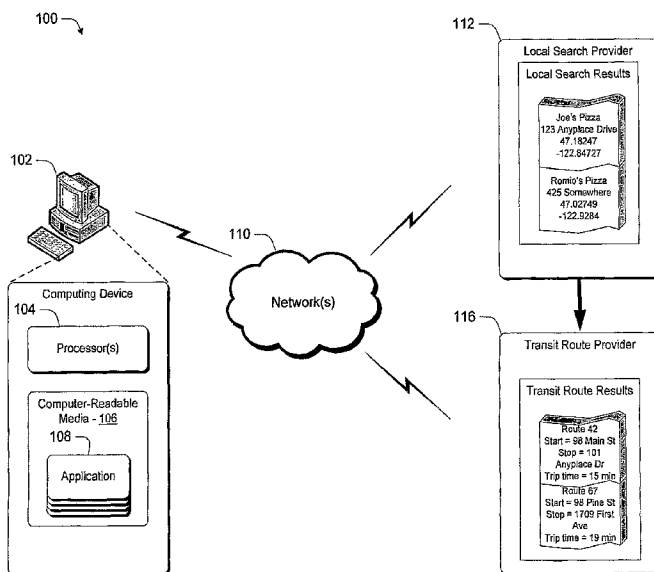 100
112
Local Search Provider
Local Search Results
Joe's Pizza
123 Anyplace Drive
47.18247
-122.84727
Romio's Pizza
425 Somewhere
47.02749
-122.9284
102
110
Network(s)
Computing Device
104
Processor(s)
Computer-Readable
Media - 106
108
Application
116
Transit Route Provider
Transit Route Results
Route 42
Start = 98 Main St
Stop = 101
Anyplace Dr
Trip time = 15 min
Route 67
Start = 98 Pine St
Stop = 1709 First
Ave
Trip time = 19 min